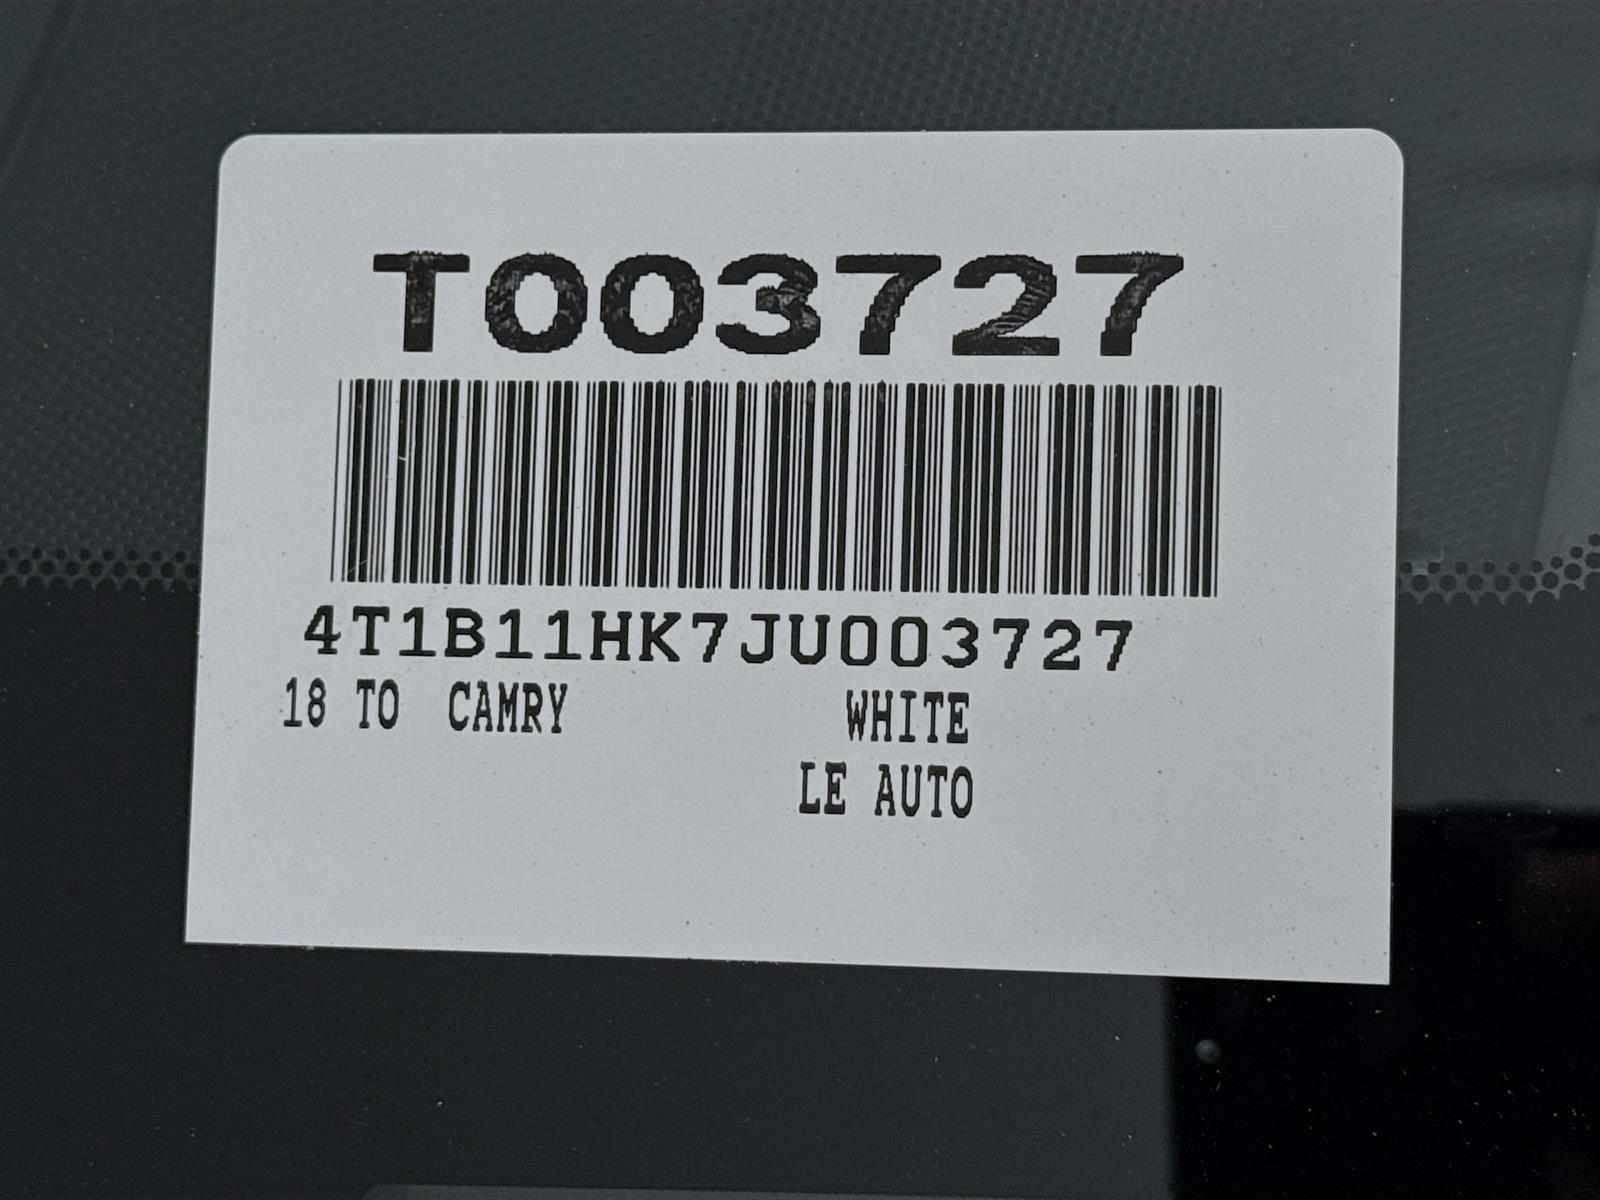 T003727
4T1B11HK7JU003727
18 TO CAMRY WHITE
LE AUTO